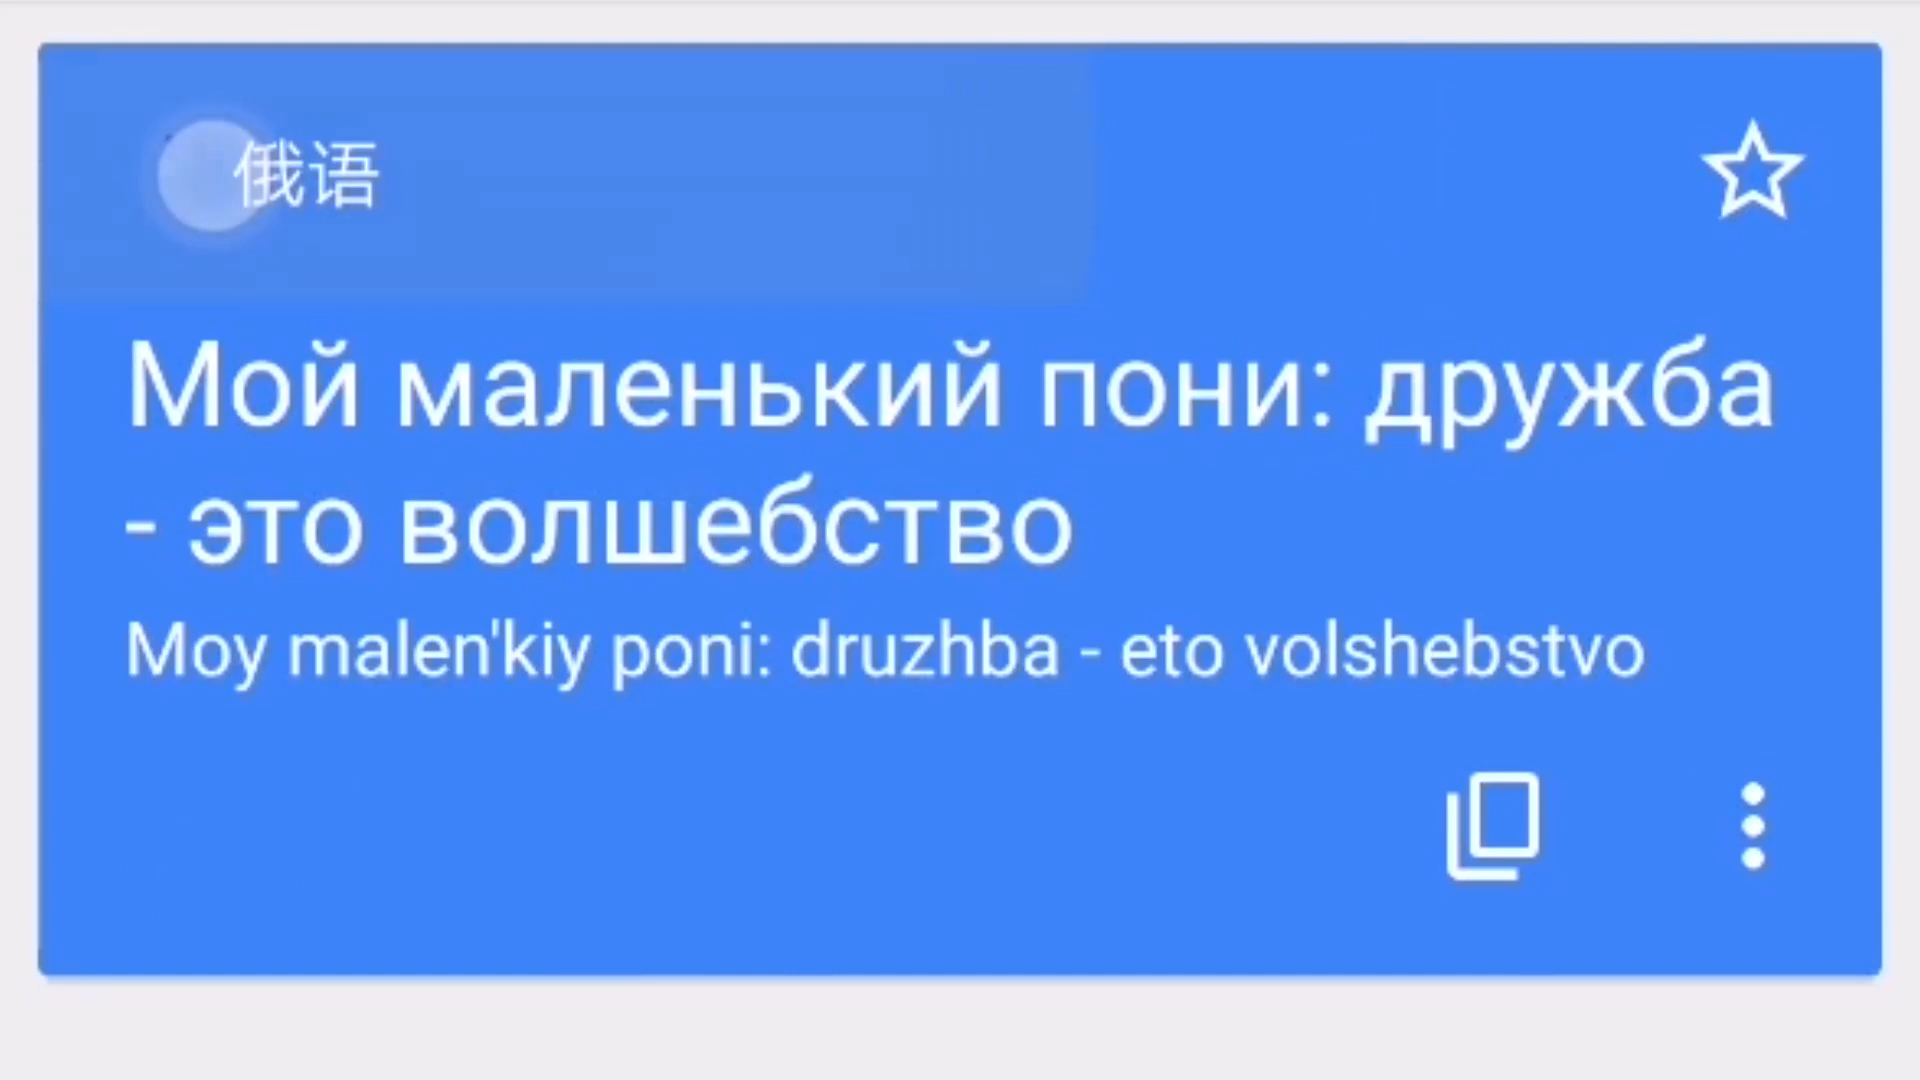 俄语
Мой маленький пони: дружба
- это волшебство
Moy malen'kiy poni: druzhba - eto volshebstvo